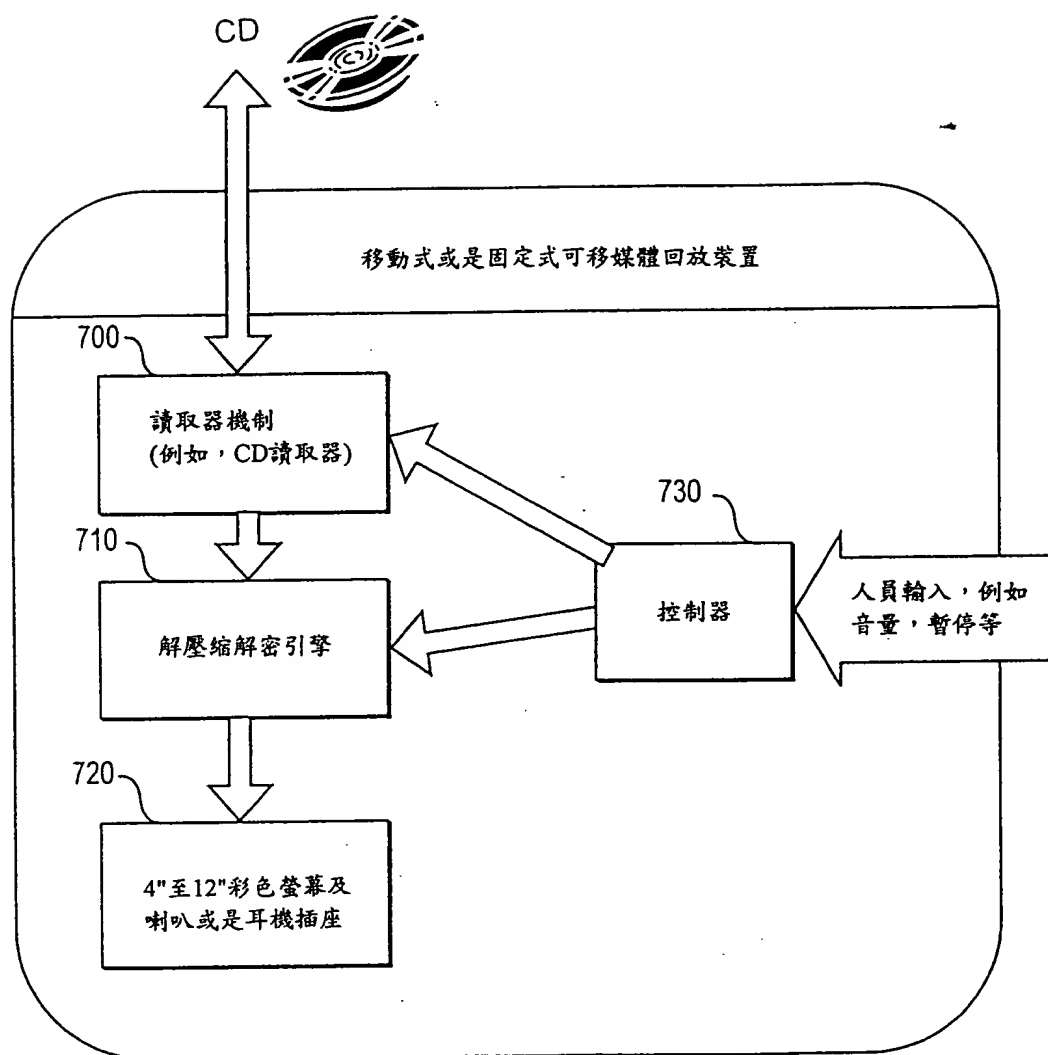 CD
移動式或是固定式可移媒體回放裝置
700
讀取器機制
(例如，CD讀取器)
730
710
人員輸入，例如
音量，暫停等
控制器
解壓縮解密引擎
720
4"至12"彩色螢幕及
喇叭或是耳機插座